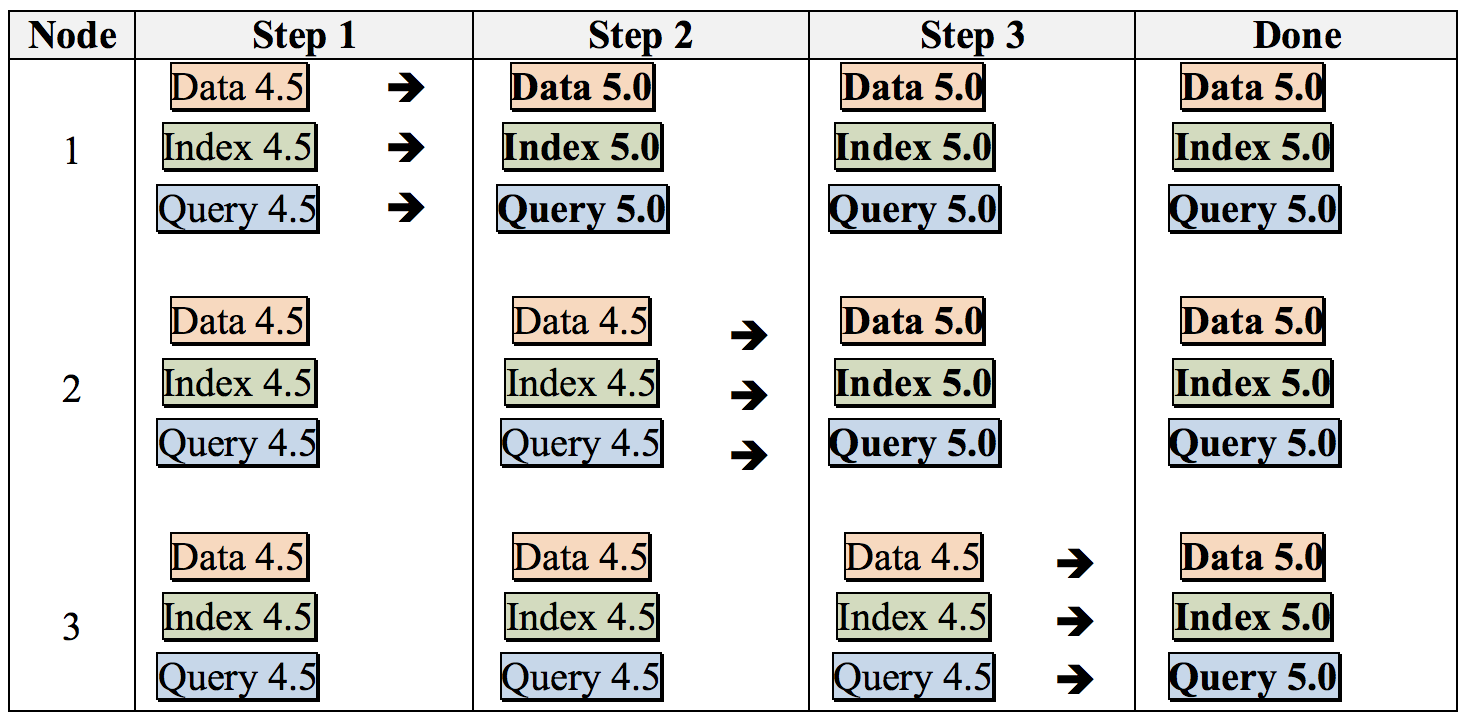 Node Step 1 Step 2 Step 3 Done
Data 4.5 ➔ Data 5.0 Data 5.0 Data 5.0
1 Index 4.5 ➔ Index 5.0 Index 5.0 Index 5.0
Query 4.5 ➔ Query 5.0 Query 5.0 Query 5.0
Data 4.5 Data 4.5 ➔ Data 5.0 Data 5.0
2 Index 4.5 Index 4.5 ➔ Index 5.0 Index 5.0
Query 4.5 Query 4.5 ➔ Query 5.0 Query 5.0
Data 4.5 Data 4.5 Data 4.5 ➔ Data 5.0
3 Index 4.5 Index 4.5 Index 4.5 ➔ Index 5.0
Query 4.5 Query 4.5 Query 4.5 ➔ Query 5.0